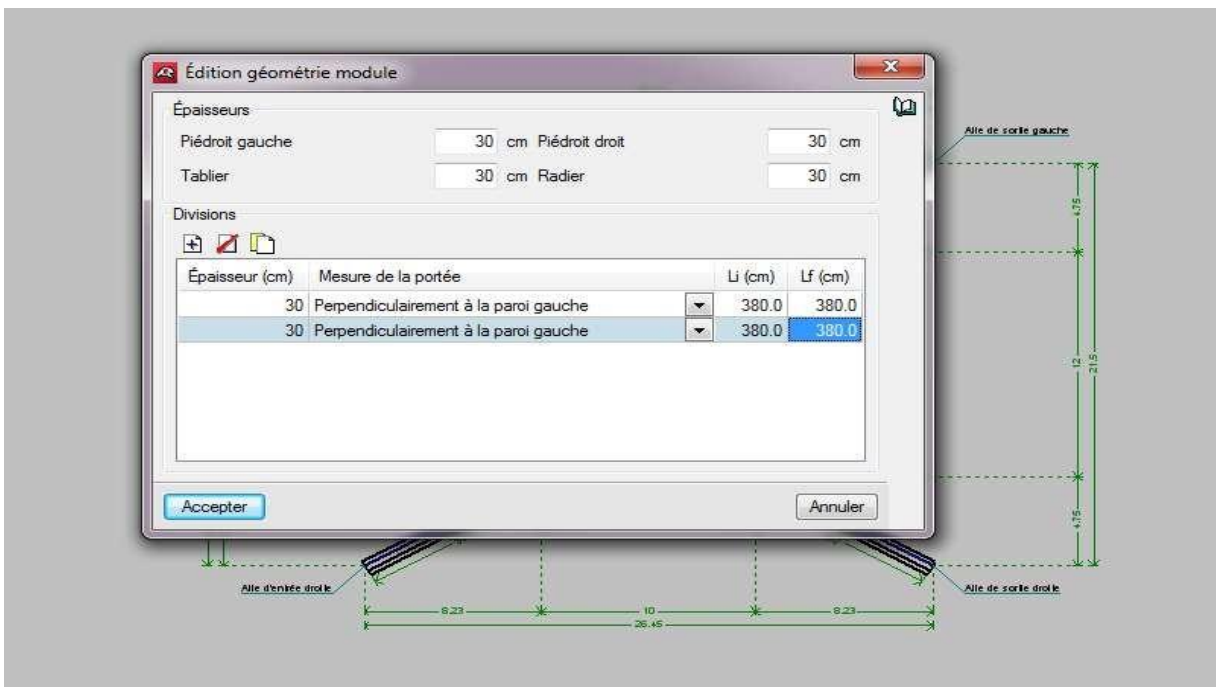 Édition géométrie module
Épaisseurs
Piédroit gauche 30 cm Piédroit droit 30 cm
Tablier 30 cm Radier 30 cm
Divisions
Épaisseur (cm) Mesure de la portée Li (cm) Lf (cm)
30 Perpendiculairement à la paroi gauche 380.0 380.0
30 Perpendiculairement à la paroi gauche 380.0 380.0
Accepter Annuler
Aile de sortie gauche
4.75
12
21.5
4.75
Aile d'entrée droite
Aile de sortie droite
8.23 10 8.23
26.45